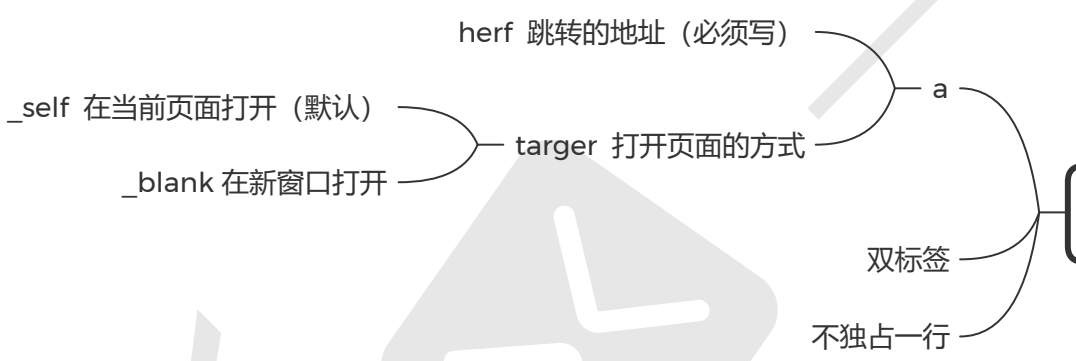 herf 跳转的地址（必须写）
a
_self 在当前页面打开（默认）
targer 打开页面的方式
_blank 在新窗口打开
双标签
不独占一行